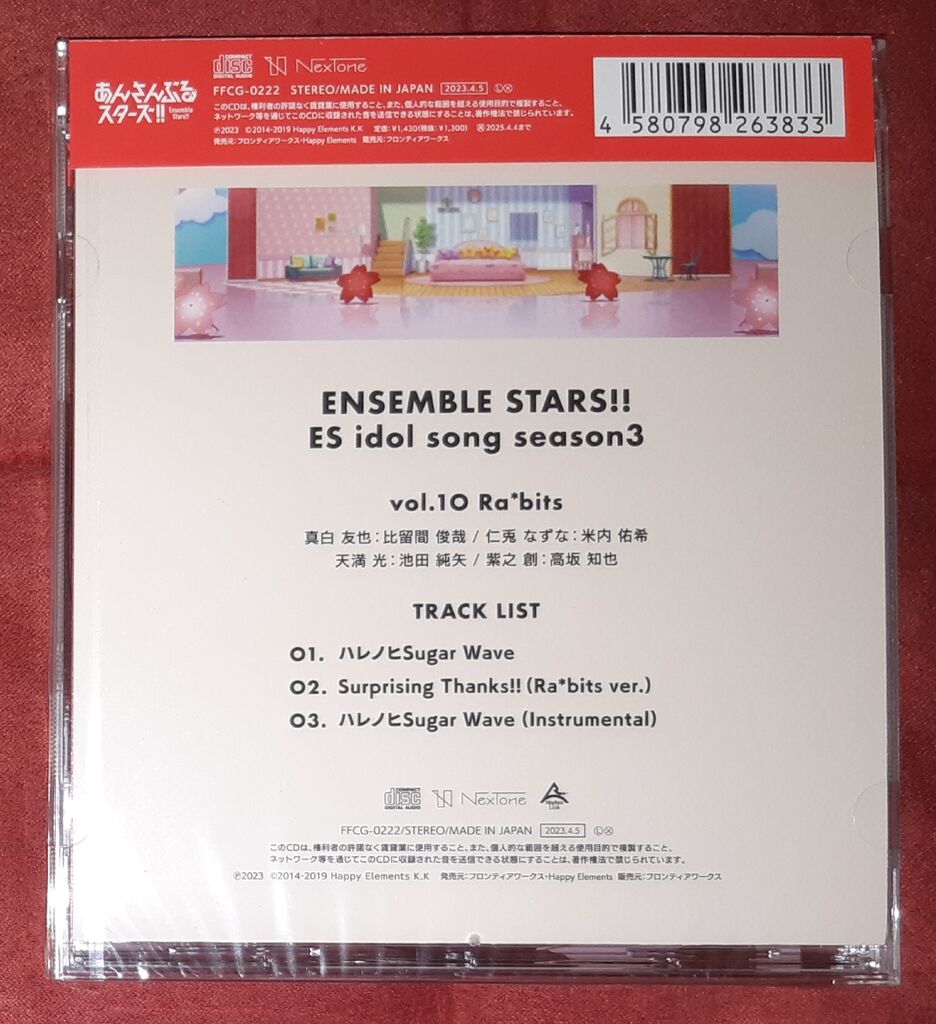 あんさんぶる
スターズ!!
Ensemble
Stars!!
COMPACT
disc
DIGITAL AUDIO
NexTone
FFCG-0222 STEREO/MADE IN JAPAN 2023.4.5 ⓁⓍ
このCDは、権利者の許諾なく賃貸業に使用すること、また、個人的な範囲を超える使用目的で複製すること、
ネットワーク等を通じてこのCDに収録された音を送信できる状態にすることは、著作権法で禁じられています。
Ⓟ2023 ©2014-2019 Happy Elements K.K 定価:¥1,430(税抜:¥1,300) 2025.4.4まで
発売元:フロンティアワークス・Happy Elements 販売元:フロンティアワークス
4 580798 263833
ENSEMBLE STARS!!
ES idol song season3
vol.10 Ra*bits
真白 友也:比留間 俊哉 / 仁兎 なずな:米内 佑希
天満 光:池田 純矢 / 紫之 創:高坂 知也
TRACK LIST
01. ハレノヒSugar Wave
02. Surprising Thanks!! (Ra*bits ver.)
03. ハレノヒSugar Wave (Instrumental)
COMPACT
disc
DIGITAL AUDIO
NexTone
Rhythm
Link
FFCG-0222/STEREO/MADE IN JAPAN 2023.4.5 ⓁⓍ
このCDは、権利者の許諾なく賃貸業に使用すること、また、個人的な範囲を超える使用目的で複製すること、
ネットワーク等を通じてこのCDに収録された音を送信できる状態にすることは、著作権法で禁じられています。
Ⓟ2023 ©2014-2019 Happy Elements K.K 発売元:フロンティアワークス・Happy Elements 販売元:フロンティアワークス